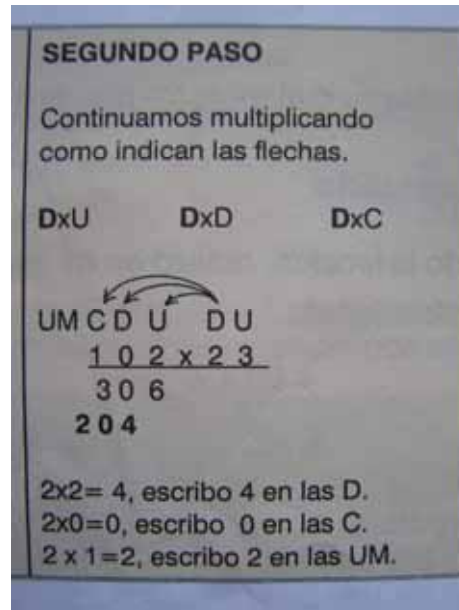 SEGUNDO PASO
Continuamos multiplicando
como indican las flechas.
DxU DxD DxC
UM C D U D U
1 0 2 x 2 3
3 0 6
2 0 4
2x2= 4, escribo 4 en las D.
2x0=0, escribo 0 en las C.
2 x 1=2, escribo 2 en las UM.